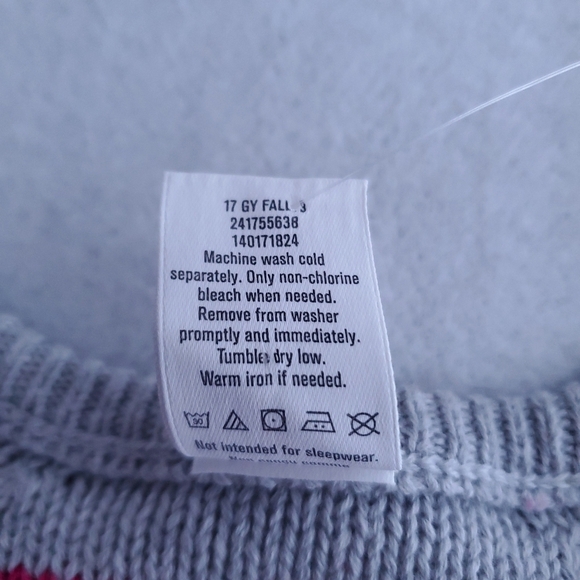 17 GY FALL 3
241755638
140171824
Machine wash cold
separately. Only non-chlorine
bleach when needed.
Remove from washer
promptly and immediately.
Tumble dry low.
Warm iron if needed.
30
Not intended for sleepwear.